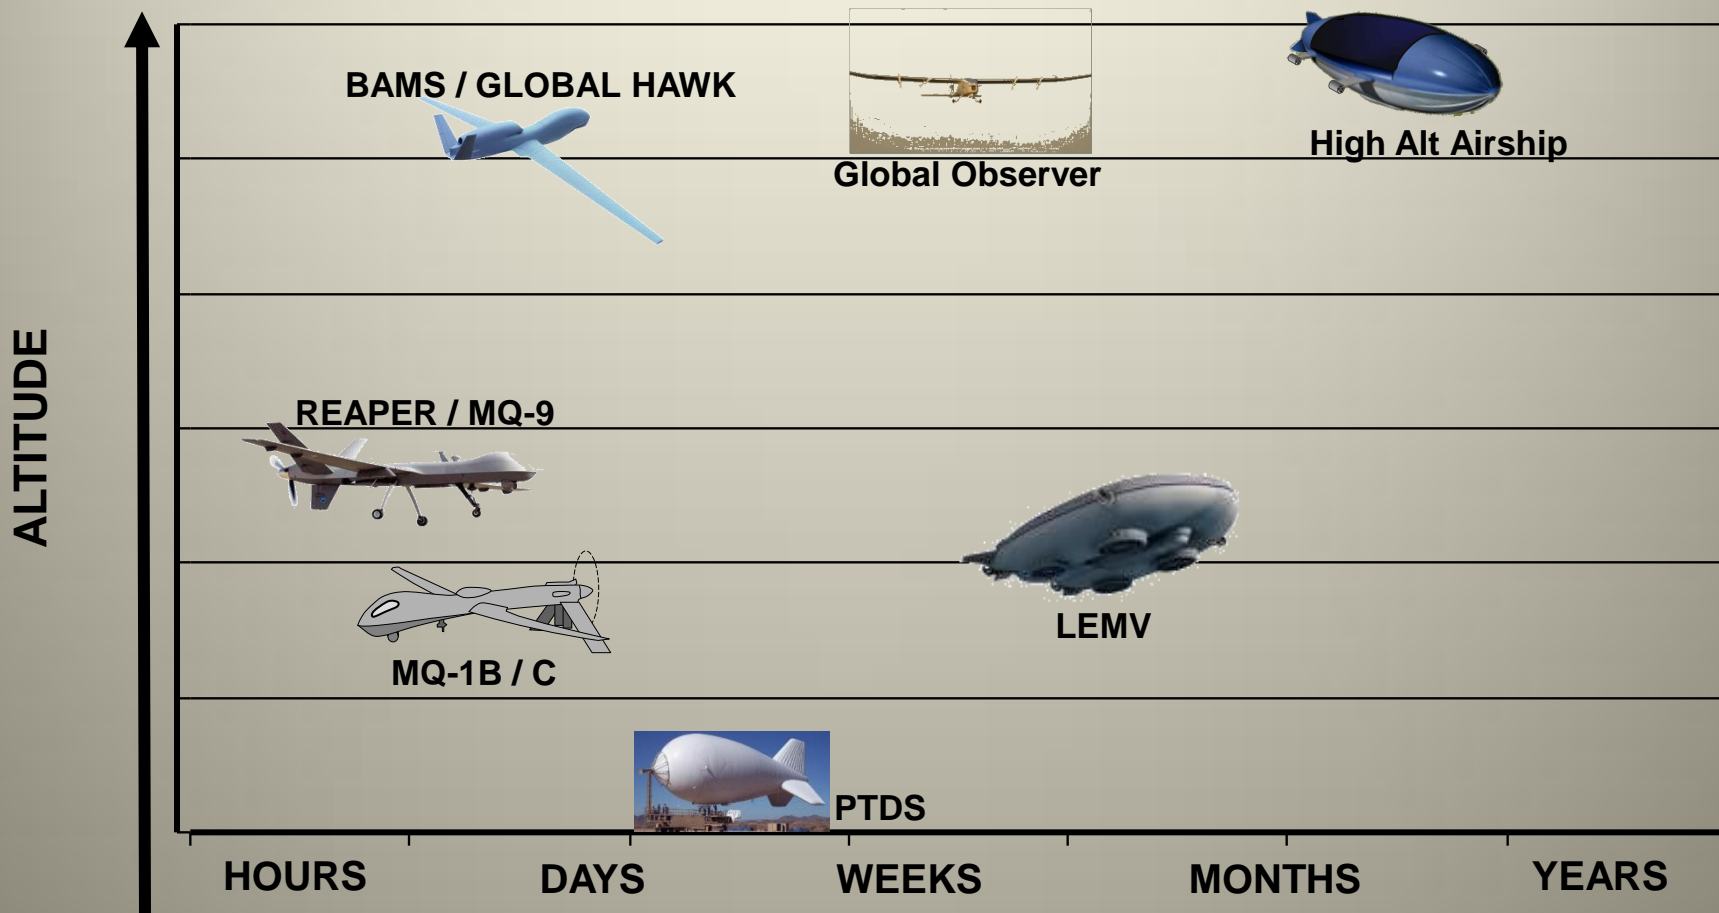 BAMS / GLOBAL HAWK
Global Observer
High Alt Airship
ALTITUDE
REAPER / MQ-9
LEMV
MQ-1B / C
PTDS
HOURS
DAYS
WEEKS
MONTHS
YEARS